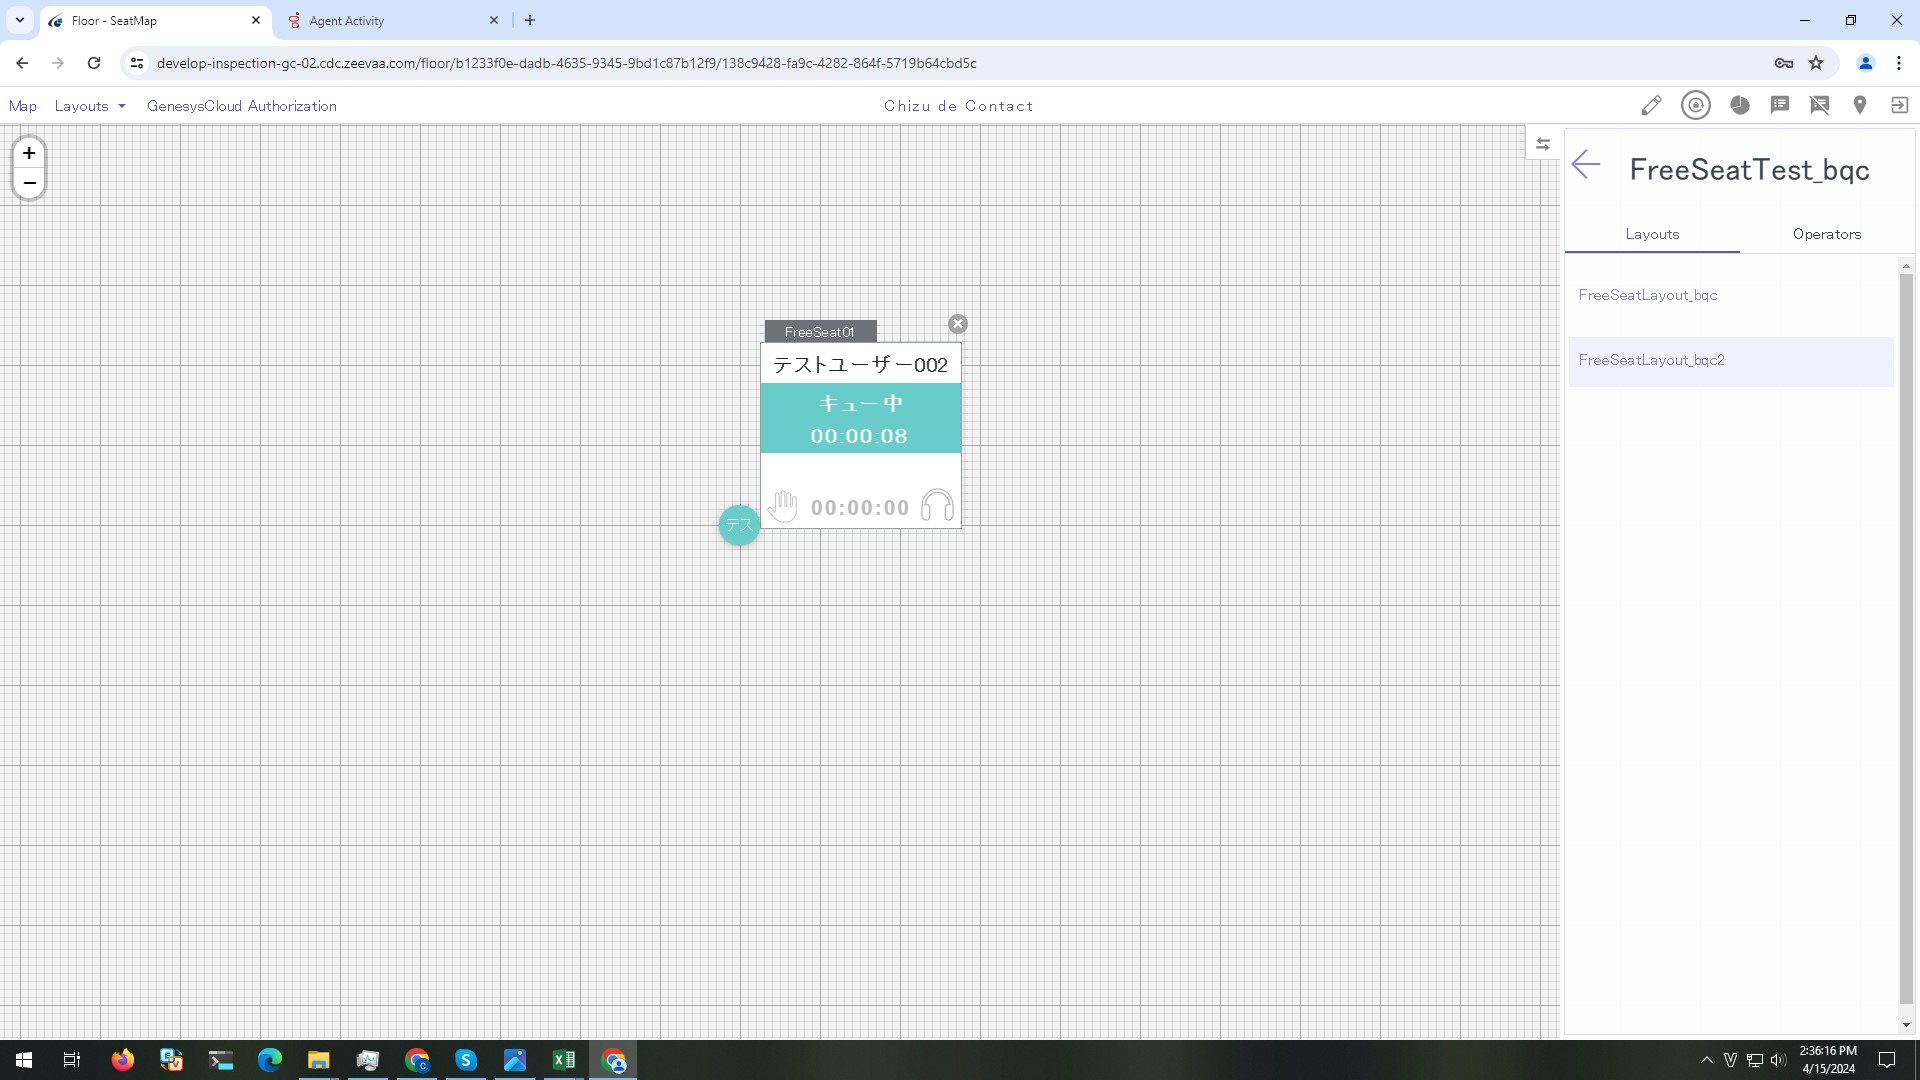 Floor - SeatMap
Agent Activity
develop-inspection-gc-02.cdc.zeevaa.com/floor/b1233f0e-dadb-4635-9345-9bd1c87b12f9/138c9428-fa9c-4282-864f-5719b64cbd5c
Map Layouts GenesysCloud Authorization
Chizu de Contact
+
−
FreeSeatTest_bqc
Layouts
Operators
FreeSeatLayout_bqc
FreeSeatLayout_bqc2
FreeSeat01
テストユーザー002
キュー中
00:00:08
00:00:00
テス
2:36:16 PM
4/15/2024